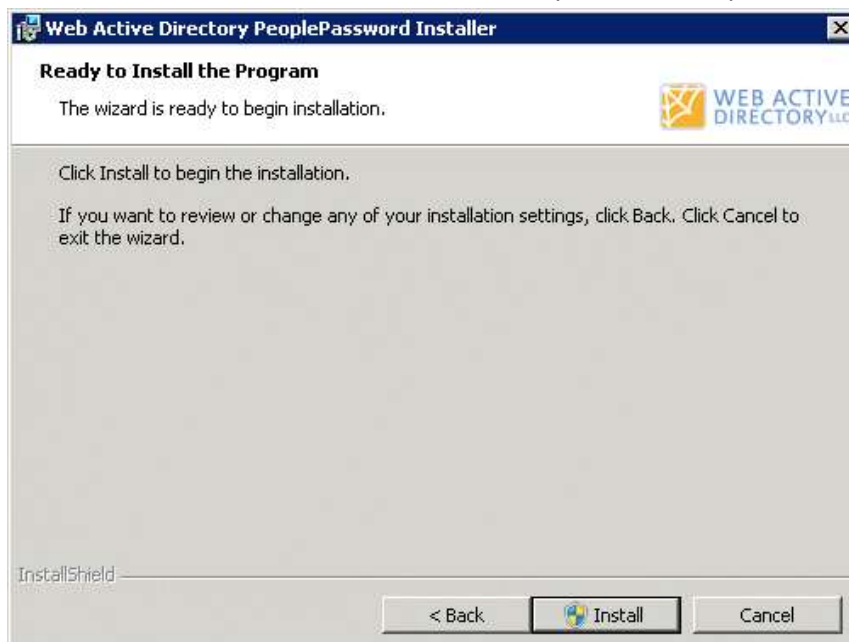 Web Active Directory PeoplePassword Installer
Ready to Install the Program
The wizard is ready to begin installation.
WEB ACTIVE
DIRECTORY LLC
Click Install to begin the installation.
If you want to review or change any of your installation settings, click Back. Click Cancel to
exit the wizard.
InstallShield
< Back
Install
Cancel